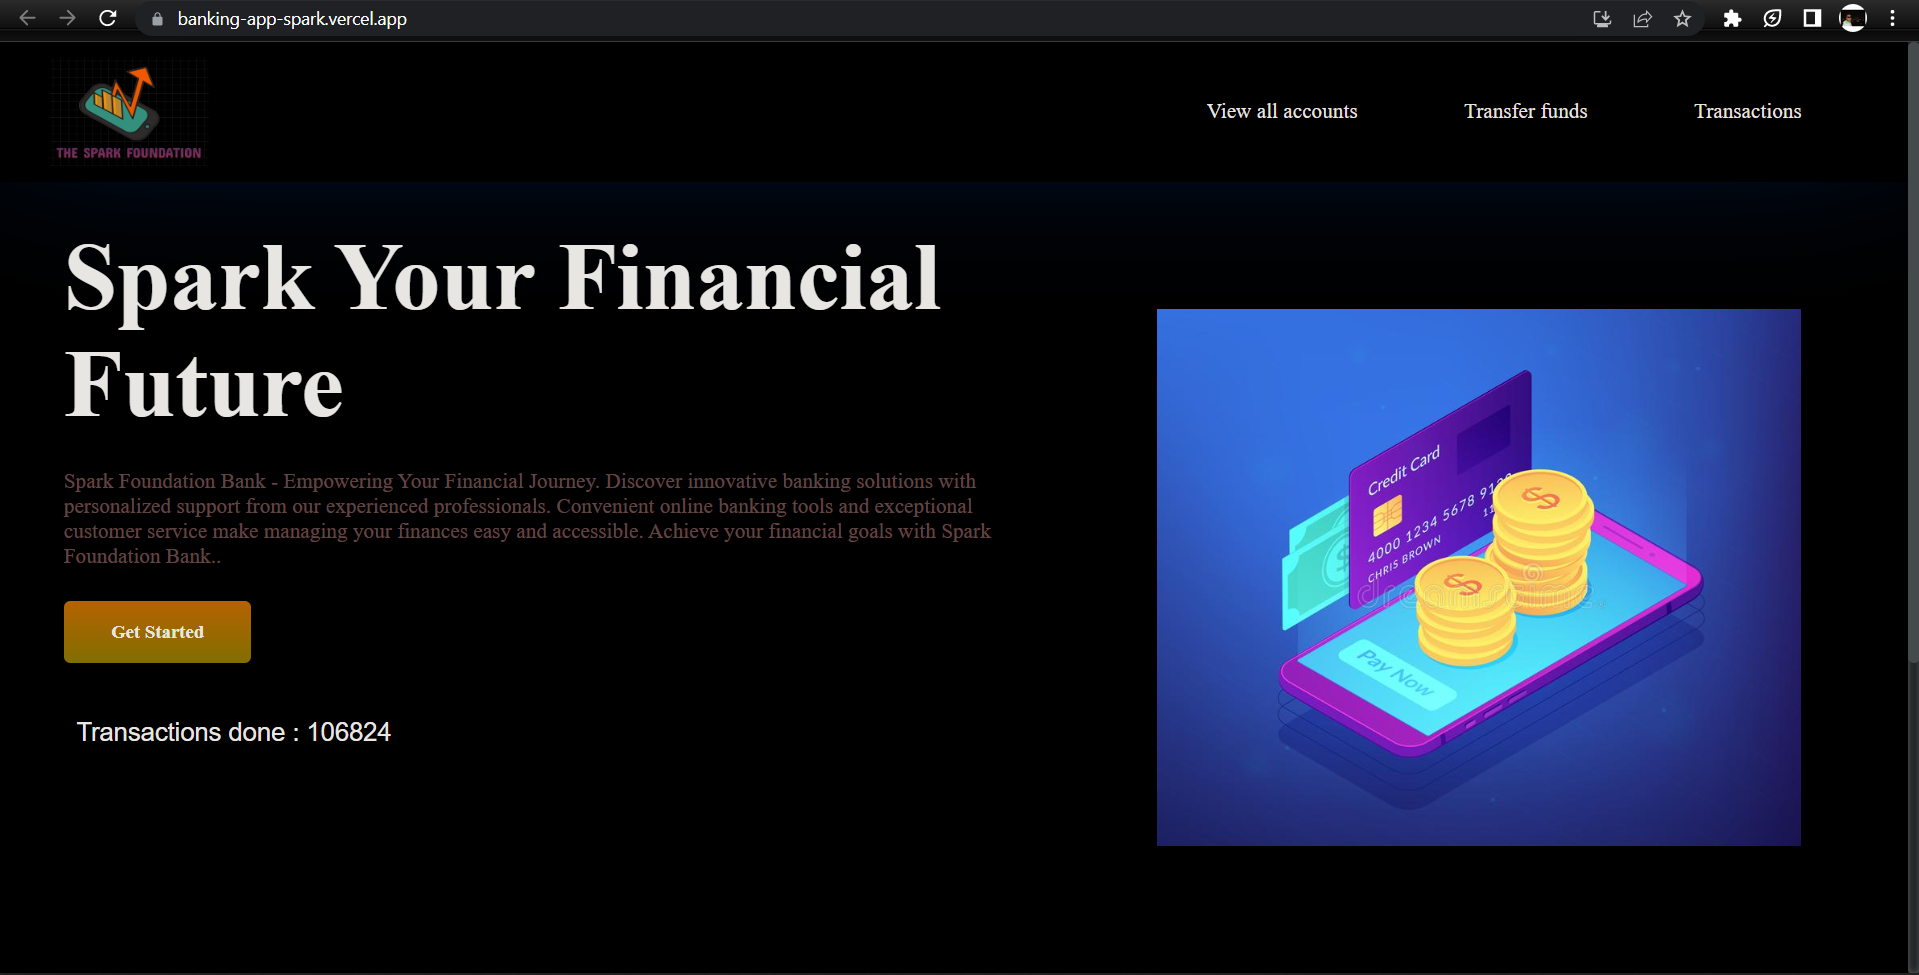 banking-app-spark.vercel.app
THE SPARK FOUNDATION
View all accounts
Transfer funds
Transactions
Spark Your Financial
Future
Spark Foundation Bank - Empowering Your Financial Journey. Discover innovative banking solutions with
personalized support from our experienced professionals. Convenient online banking tools and exceptional
customer service make managing your finances easy and accessible. Achieve your financial goals with Spark
Foundation Bank..
Get Started
Transactions done : 106824
Credit Card
4000 1234 5678 91
11
CHRIS BROWN
dreamstime.
Pay Now